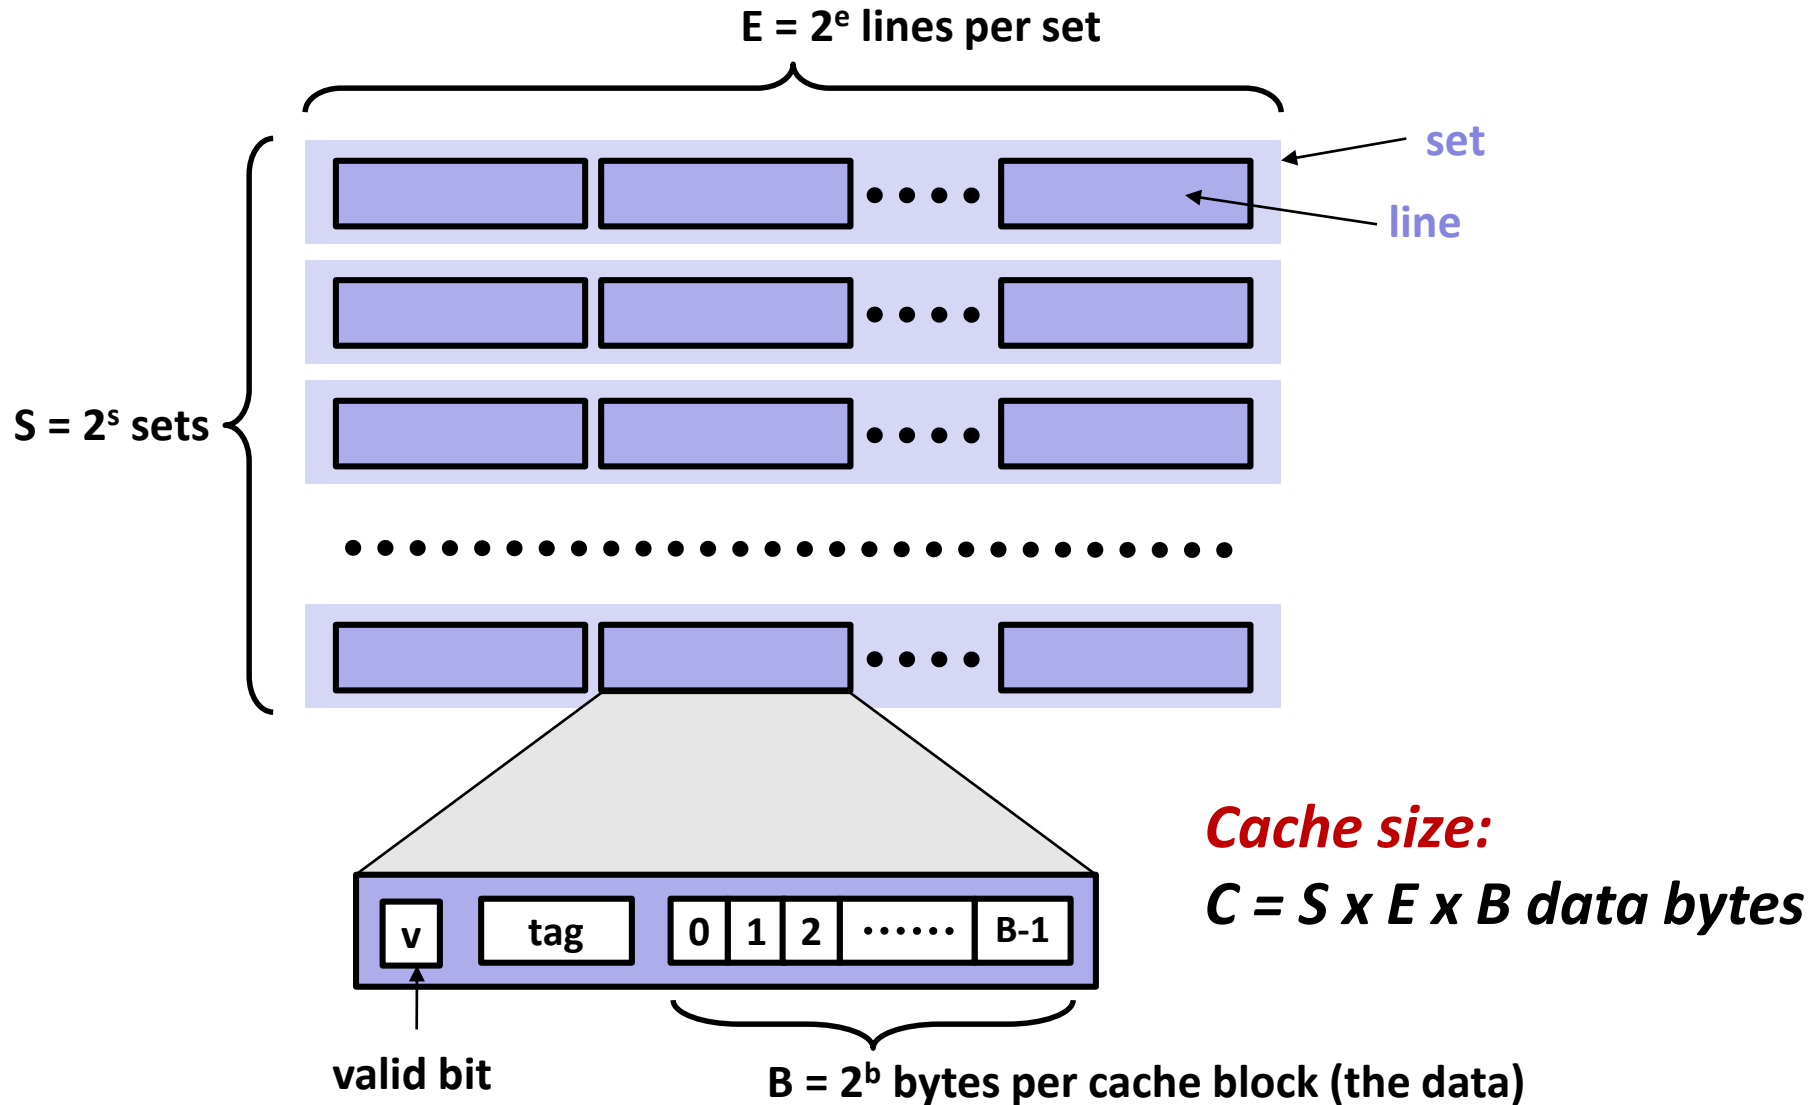 E = 2ᵉ lines per set
set
line
S = 2ˢ sets
Cache size:
C = S x E x B data bytes
v
tag
0
1
2
······
B-1
valid bit
B = 2ᵇ bytes per cache block (the data)